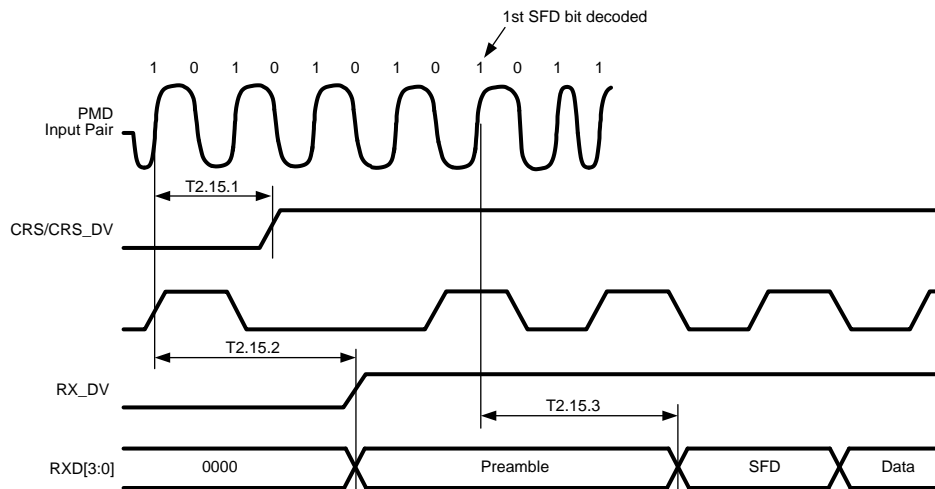 1st SFD bit decoded
1 0 1 0 1 0 1 0 1 0 1 1
PMD
Input Pair
T2.15.1
CRS/CRS_DV
T2.15.2
RX_DV
T2.15.3
RXD[3:0]
0000
Preamble
SFD
Data